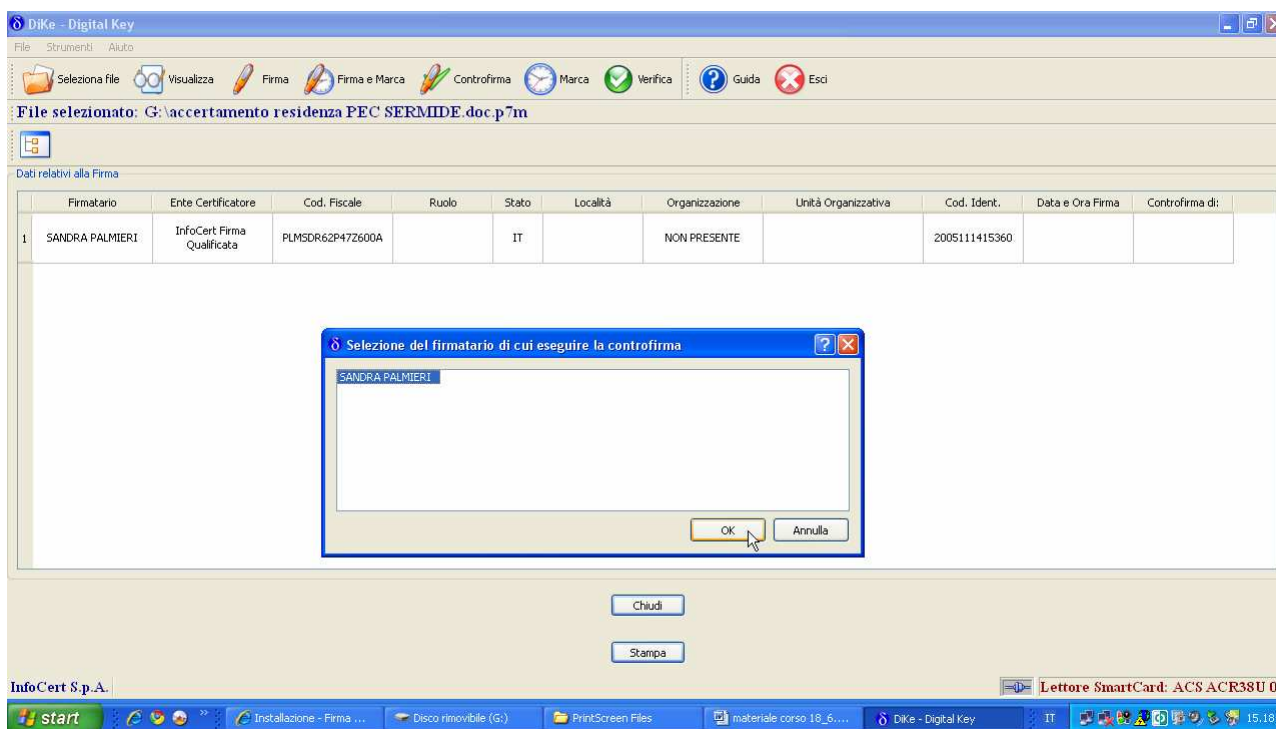 DiKe - Digital Key
File Strumenti Aiuto
Seleziona file Visualizza Firma Firma e Marca Controfirma Marca Verifica Guida Esci
File selezionato: G:\accertamento residenza PEC SERMIDE.doc.p7m
Dati relativi alla Firma
Firmatario Ente Certificatore Cod. Fiscale Ruolo Stato Località Organizzazione Unità Organizzativa Cod. Ident. Data e Ora Firma Controfirma di:
1 SANDRA PALMIERI InfoCert Firma Qualificata PLMSDR62P47Z600A IT NON PRESENTE 2005111415360
Selezione del firmatario di cui eseguire la controfirma
SANDRA PALMIERI
OK Annulla
Chiudi
Stampa
InfoCert S.p.A. Lettore SmartCard: ACS ACR38U 0
start Installazione - Firma ... Disco rimovibile (G:) PrintScreen Files materiale corso 18_6.... DiKe - Digital Key IT 15.18